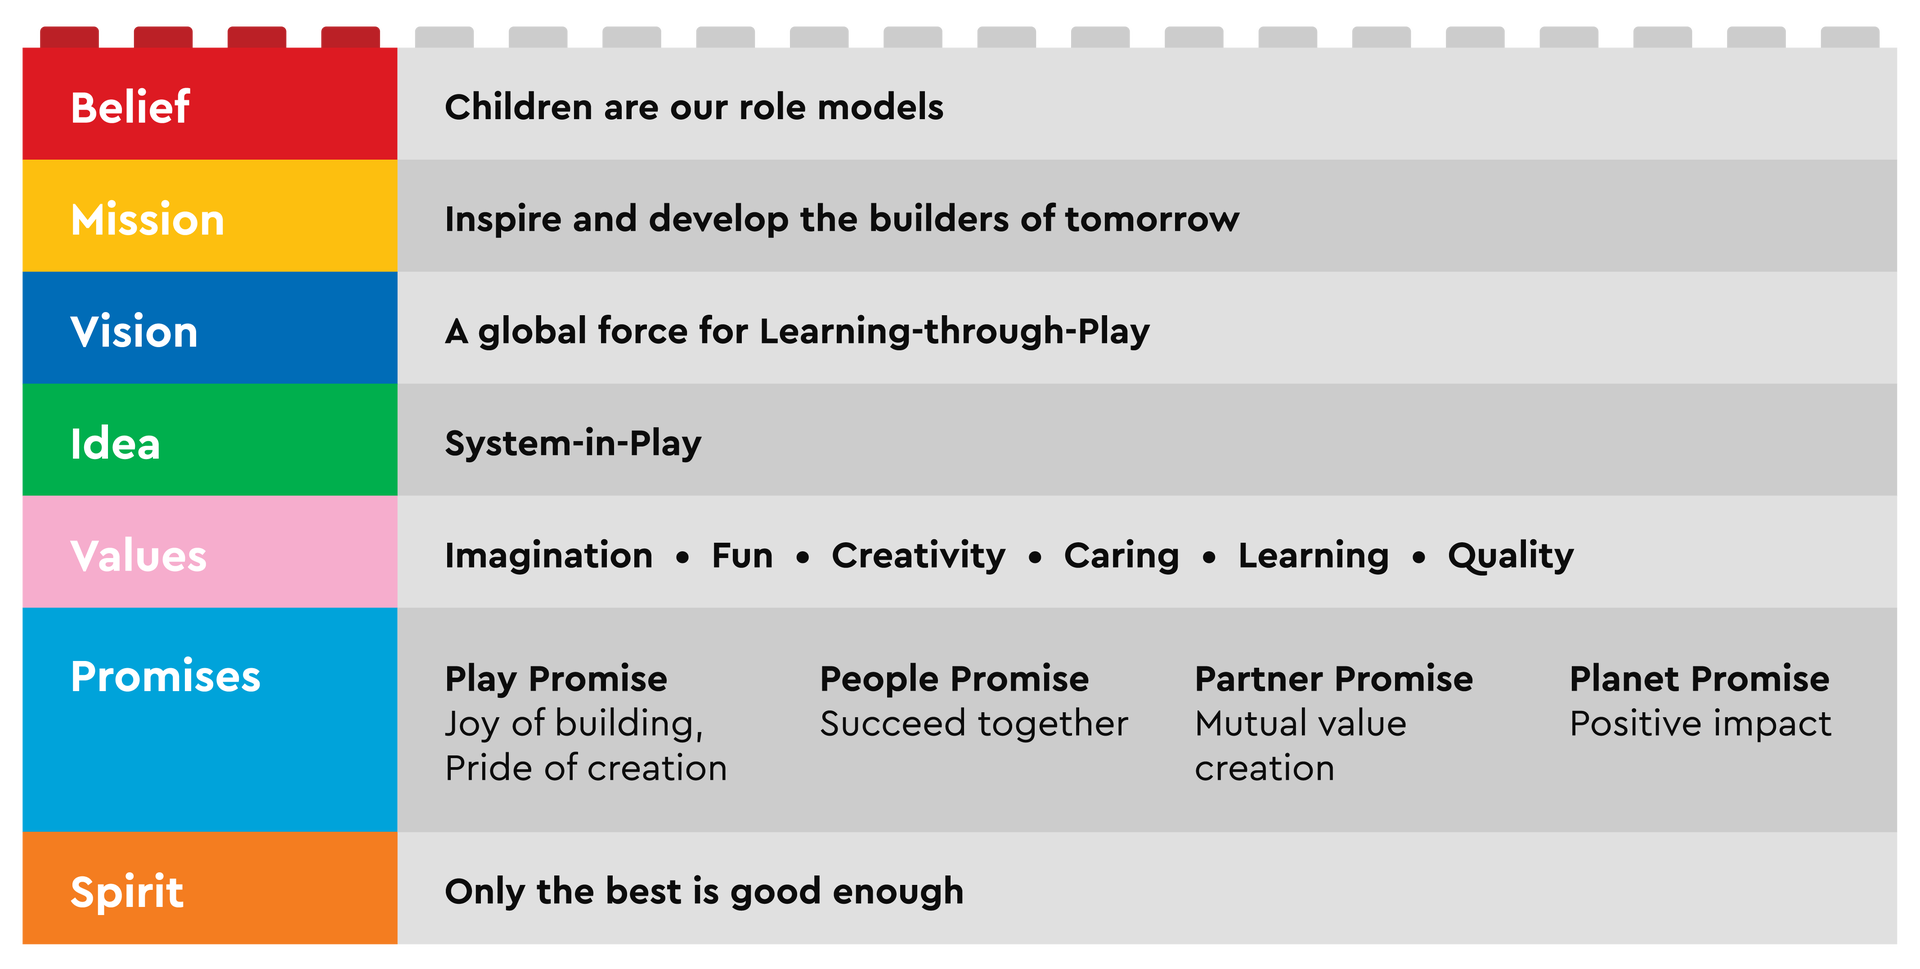 Belief
Children are our role models
Mission
Inspire and develop the builders of tomorrow
Vision
A global force for Learning-through-Play
Idea
System-in-Play
Values
Imagination • Fun • Creativity • Caring • Learning • Quality
Promises
Play Promise
Joy of building,
Pride of creation
People Promise
Succeed together
Partner Promise
Mutual value
creation
Planet Promise
Positive impact
Spirit
Only the best is good enough